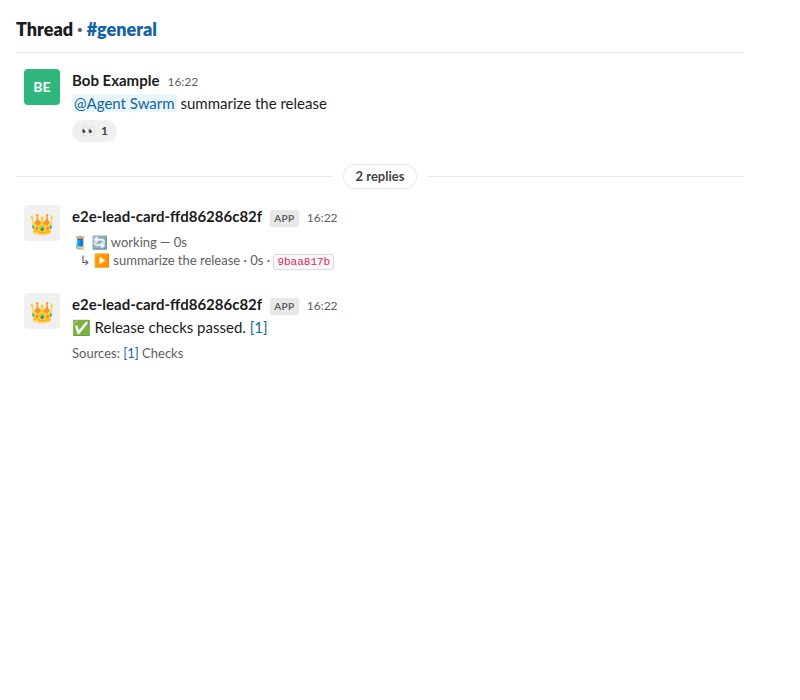 Thread • #general
BE
Bob Example 16:22
@Agent Swarm summarize the release
👀 1
2 replies
e2e-lead-card-ffd86286c82f APP 16:22
🧵 🔄 working — 0s
↳ ▶️ summarize the release · 0s · 9baa817b
e2e-lead-card-ffd86286c82f APP 16:22
✅ Release checks passed. [1]
Sources: [1] Checks